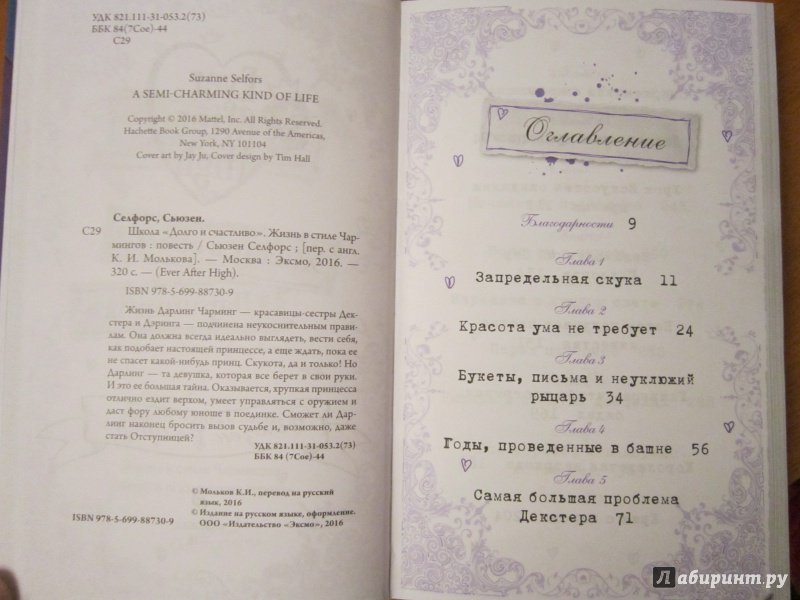 УДК 821.111-31-053.2(73)
ББК 84(7Сое)-44
С29
Suzanne Selfors
A SEMI-CHARMING KIND OF LIFE
Copyright © 2016 Mattel, Inc. All Rights Reserved.
Hachette Book Group, 1290 Avenue of the Americas,
New York, NY 101104
Cover art by Jay Ju, Cover design by Tim Hall
Селфорс, Сьюзен.
С29 Школа «Долго и счастливо». Жизнь в стиле Чар-
мингов : повесть / Сьюзен Селфорс ; [пер. с англ.
К. И. Молькова]. — Москва : Эксмо, 2016. —
320 с. — (Ever After High).
ISBN 978-5-699-88730-9
Жизнь Дарлинг Чарминг — красавицы-сестры Дек-
стера и Дэринга — подчинена неукоснительным прави-
лам. Она должна всегда идеально выглядеть, вести себя,
как подобает настоящей принцессе, а еще ждать, пока ее
не спасет какой-нибудь принц. Скукота, да и только! Но
Дарлинг — та девушка, которая все берет в свои руки.
И это ее большая тайна. Оказывается, хрупкая принцесса
отлично ездит верхом, умеет управляться с оружием и
даст фору любому юноше в поединке. Сможет ли Дар-
линг наконец бросить вызов судьбе и, возможно, даже
стать Отступницей?
УДК 821.111-31-053.2(73)
ББК 84 (7Сое)-44
© Мольков К.И., перевод на русский
язык, 2016
© Издание на русском языке, оформление.
ООО «Издательство «Эксмо», 2016
ISBN 978-5-699-88730-9
Оглавление
Благодарности 9
Глава 1
Запредельная скука 11
Глава 2
Красота ума не требует 24
Глава 3
Букеты, письма и неуклюжий
рыцарь 34
Глава 4
Годы, проведенные в башне 56
Глава 5
Самая большая проблема
Декстера 71
Лабиринт.ру